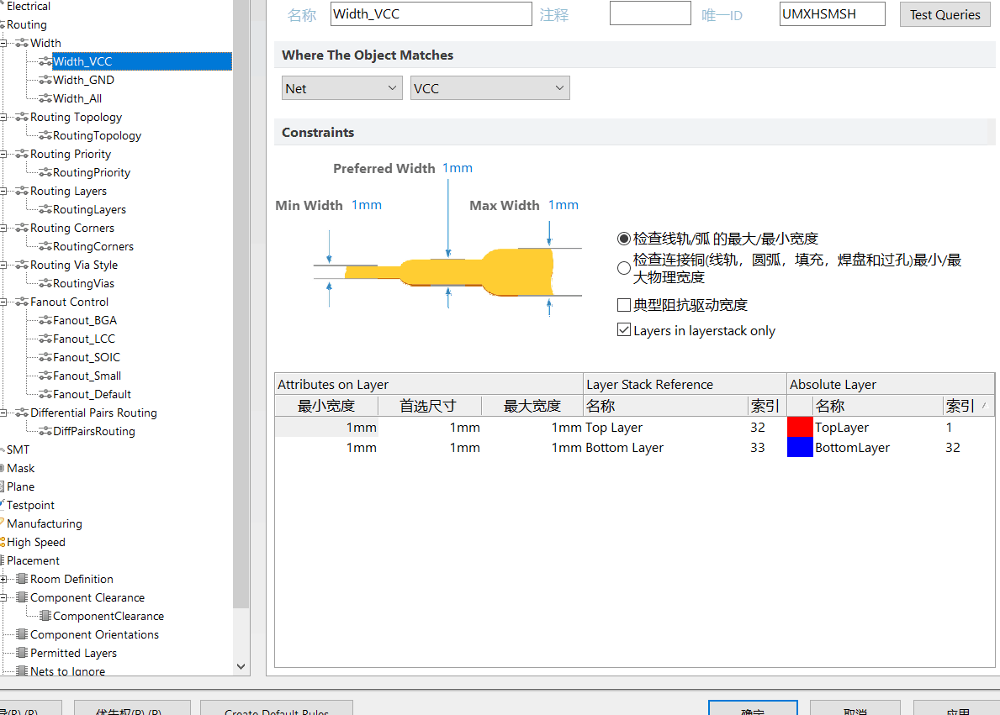 Electrical
Routing
Width
Width_VCC
Width_GND
Width_All
Routing Topology
RoutingTopology
Routing Priority
RoutingPriority
Routing Layers
RoutingLayers
Routing Corners
RoutingCorners
Routing Via Style
RoutingVias
Fanout Control
Fanout_BGA
Fanout_LCC
Fanout_SOIC
Fanout_Small
Fanout_Default
Differential Pairs Routing
DiffPairsRouting
SMT
Mask
Plane
Testpoint
Manufacturing
High Speed
Placement
Room Definition
Component Clearance
ComponentClearance
Component Orientations
Permitted Layers
Nets to Ignore
名称 Width_VCC 注释 唯一ID UMXHSMSH Test Queries
Where The Object Matches
Net VCC
Constraints
Preferred Width 1mm
Min Width 1mm Max Width 1mm
检查线轨/弧 的最大/最小宽度
检查连接铜(线轨，圆弧，填充，焊盘和过孔)最小/最
大物理宽度
典型阻抗驱动宽度
Layers in layerstack only
Attributes on Layer Layer Stack Reference Absolute Layer
最小宽度 首选尺寸 最大宽度 名称 索引 名称 索引
1mm 1mm 1mm Top Layer 32 TopLayer 1
1mm 1mm 1mm Bottom Layer 33 BottomLayer 32
优先权(P) (P) Create Default Rules 确定 取消 应用